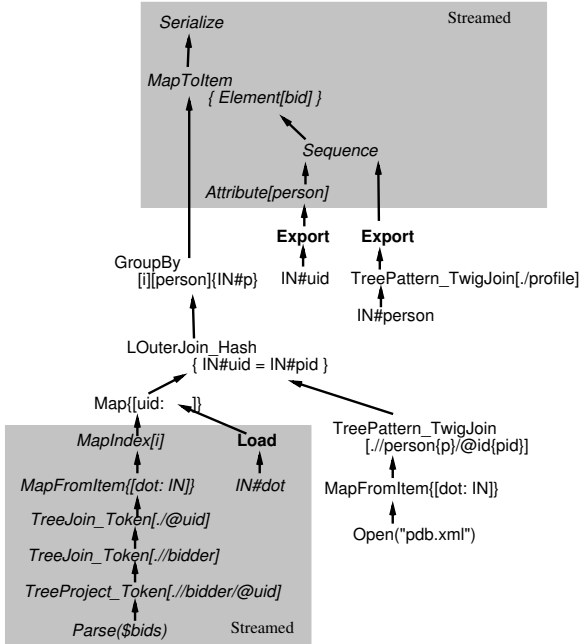 Streamed
Serialize
MapToItem
{ Element[bid] }
Sequence
Attribute[person]
Export Export
GroupBy
[i][person]{IN#p}
IN#uid TreePattern_TwigJoin[./profile]
IN#person
LOuterJoin_Hash
{ IN#uid = IN#pid }
Map{[uid: ]}
TreePattern_TwigJoin
[.//person{p}/@id{pid}]
MapIndex[i] Load
MapFromItem{[dot: IN]} IN#dot MapFromItem{[dot: IN]}
TreeJoin_Token[./@uid]
Open("pdb.xml")
TreeJoin_Token[.//bidder]
TreeProject_Token[.//bidder/@uid]
Parse($bids) Streamed